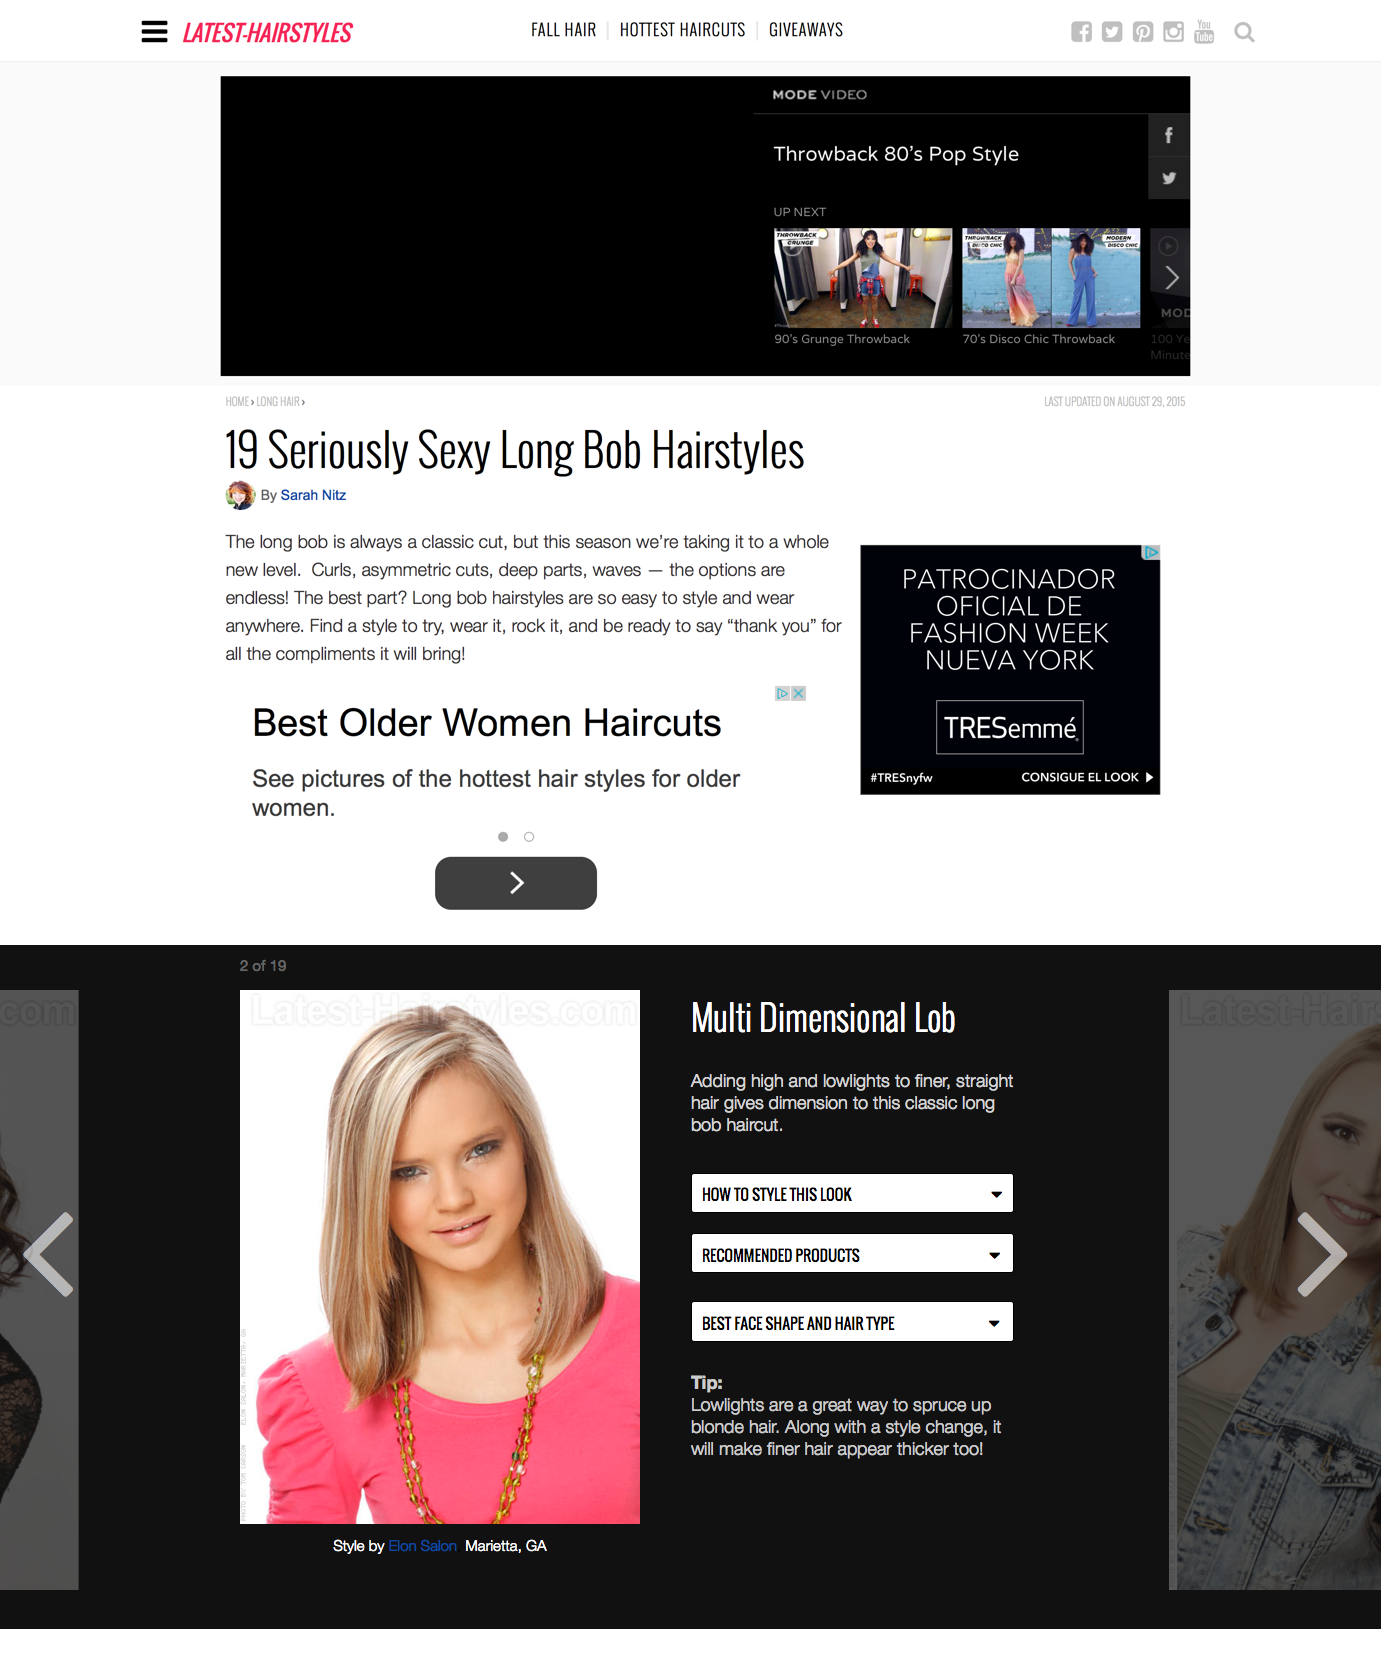 LATEST-HAIRSTYLES
FALL HAIR
HOTTEST HAIRCUTS
GIVEAWAYS
You
Tube
MODE VIDEO
Throwback 80's Pop Style
UP NEXT
THROWBACK
GRUNGE
THROWBACK
DISCO CHIC
MODERN
DISCO CHIC
MOD
90's Grunge Throwback
70's Disco Chic Throwback
100 Ye
Minute
HOME › LONG HAIR ›
LAST UPDATED ON AUGUST 29, 2015
19 Seriously Sexy Long Bob Hairstyles
By Sarah Nitz
The long bob is always a classic cut, but this season we're taking it to a whole
new level.  Curls, asymmetric cuts, deep parts, waves — the options are
endless! The best part? Long bob hairstyles are so easy to style and wear
anywhere. Find a style to try, wear it, rock it, and be ready to say “thank you” for
all the compliments it will bring!
PATROCINADOR
OFICIAL DE
FASHION WEEK
NUEVA YORK
TRESemmé
#TRESnyfw
CONSIGUE EL LOOK
Best Older Women Haircuts
See pictures of the hottest hair styles for older
women.
2 of 19
com
Latest-Hairstyles.com
Latest-Hairs
Multi Dimensional Lob
Adding high and lowlights to finer, straight
hair gives dimension to this classic long
bob haircut.
HOW TO STYLE THIS LOOK
RECOMMENDED PRODUCTS
BEST FACE SHAPE AND HAIR TYPE
Tip:
Lowlights are a great way to spruce up
blonde hair. Along with a style change, it
will make finer hair appear thicker too!
PHOTO BY TOM CARSON ELON SALON, MARIETTA, GA
Style by Elon Salon Marietta, GA